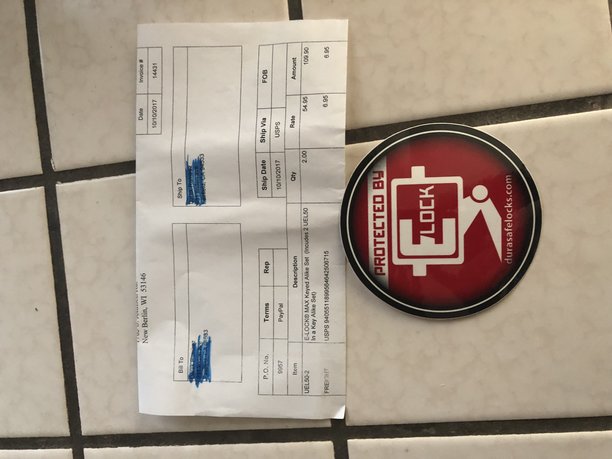 New Berlin, WI 53146
Date Invoice #
10/10/2017 14431
Bill To
Ship To
P.O. No. Terms Rep Ship Date Ship Via FOB
9967 PayPal 10/10/2017 USPS
Item Description Qty Rate Amount
UEL50-2 E-LOCK® MAX Keyed Alike Set (Incudes 2 UEL50 2.00 54.95 109.90
In a Key Alike Set)
FREIGHT USPS 6.95 6.95
PROTECTED BY
E LOCK
durasafelocks.com